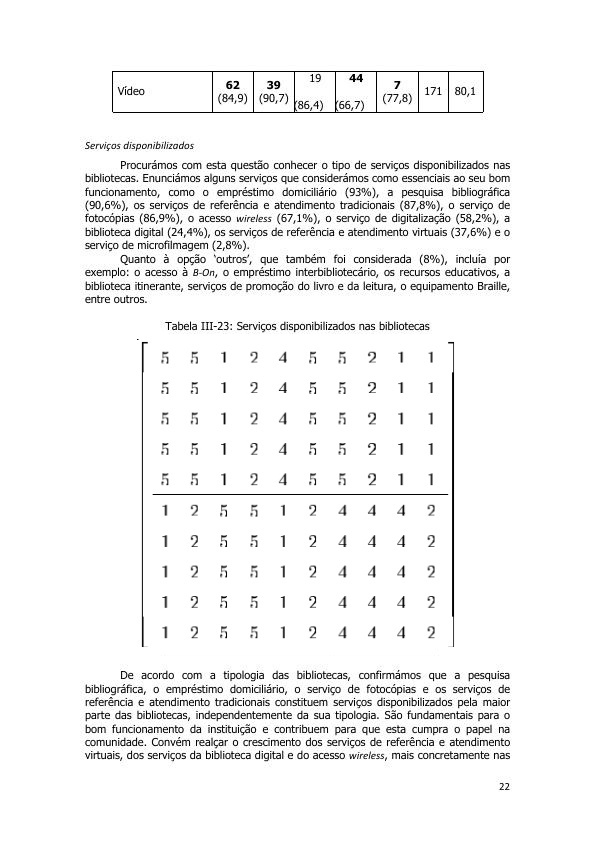 Vídeo 62 (84,9) 39 (90,7) 19 (86,4) 44 (66,7) 7 (77,8) 171 80,1
Serviços disponibilizados
Procurámos com esta questão conhecer o tipo de serviços disponibilizados nas
bibliotecas. Enunciámos alguns serviços que considerámos como essenciais ao seu bom
funcionamento, como o empréstimo domiciliário (93%), a pesquisa bibliográfica
(90,6%), os serviços de referência e atendimento tradicionais (87,8%), o serviço de
fotocópias (86,9%), o acesso wireless (67,1%), o serviço de digitalização (58,2%), a
biblioteca digital (24,4%), os serviços de referência e atendimento virtuais (37,6%) e o
serviço de microfilmagem (2,8%).
Quanto à opção ‘outros’, que também foi considerada (8%), incluía por
exemplo: o acesso à B-On, o empréstimo interbibliotecário, os recursos educativos, a
biblioteca itinerante, serviços de promoção do livro e da leitura, o equipamento Braille,
entre outros.
Tabela III-23: Serviços disponibilizados nas bibliotecas
.
5 5 1 2 4 5 5 2 1 1
5 5 1 2 4 5 5 2 1 1
5 5 1 2 4 5 5 2 1 1
5 5 1 2 4 5 5 2 1 1
5 5 1 2 4 5 5 2 1 1
1 2 5 5 1 2 4 4 4 2
1 2 5 5 1 2 4 4 4 2
1 2 5 5 1 2 4 4 4 2
1 2 5 5 1 2 4 4 4 2
1 2 5 5 1 2 4 4 4 2
De acordo com a tipologia das bibliotecas, confirmámos que a pesquisa
bibliográfica, o empréstimo domiciliário, o serviço de fotocópias e os serviços de
referência e atendimento tradicionais constituem serviços disponibilizados pela maior
parte das bibliotecas, independentemente da sua tipologia. São fundamentais para o
bom funcionamento da instituição e contribuem para que esta cumpra o papel na
comunidade. Convém realçar o crescimento dos serviços de referência e atendimento
virtuais, dos serviços da biblioteca digital e do acesso wireless, mais concretamente nas
22